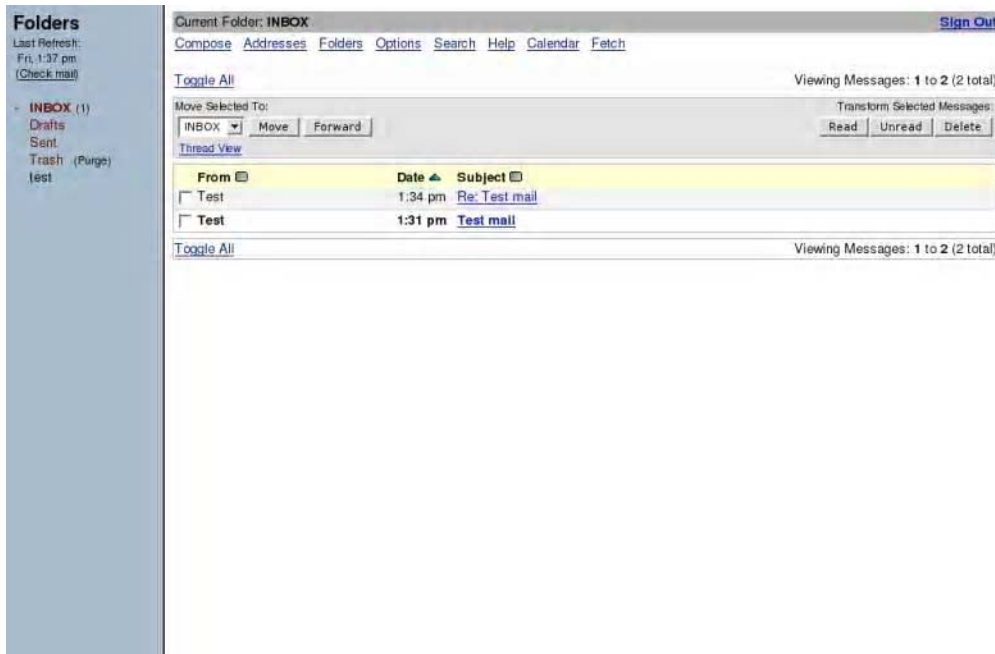 Folders
Last Refresh:
Fri, 1:37 pm
(Check mail)
- INBOX (1)
Drafts
Sent
Trash (Purge)
test
Current Folder: INBOX
Sign Out
Compose Addresses Folders Options Search Help Calendar Fetch
Toggle All
Viewing Messages: 1 to 2 (2 total)
Move Selected To:
Transform Selected Messages:
INBOX Move Forward
Read Unread Delete
Thread View
From Date Subject
Test 1:34 pm Re: Test mail
Test 1:31 pm Test mail
Toggle All
Viewing Messages: 1 to 2 (2 total)